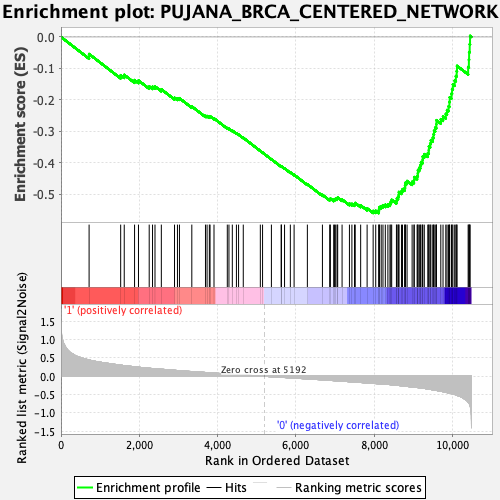 Enrichment plot: PUJANA_BRCA_CENTERED_NETWORK
Enrichment score (ES)
0.0
-0.1
-0.2
-0.3
-0.4
-0.5
'1' (positively correlated)
Ranked list metric (Signal2Noise)
1.5
1.0
0.5
0.0
-0.5
-1.0
-1.5
Zero cross at 5192
'0' (negatively correlated)
0
2,000
4,000
6,000
8,000
10,000
Rank in Ordered Dataset
Enrichment profile
Hits
Ranking metric scores